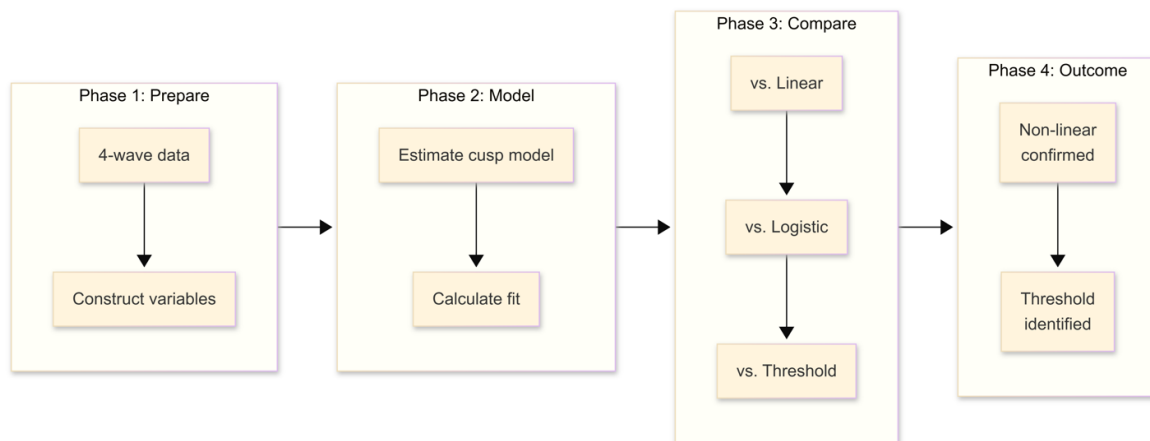 Phase 1: Prepare
4-wave data
Construct variables
Phase 2: Model
Estimate cusp model
Calculate fit
Phase 3: Compare
vs. Linear
vs. Logistic
vs. Threshold
Phase 4: Outcome
Non-linear
confirmed
Threshold
identified